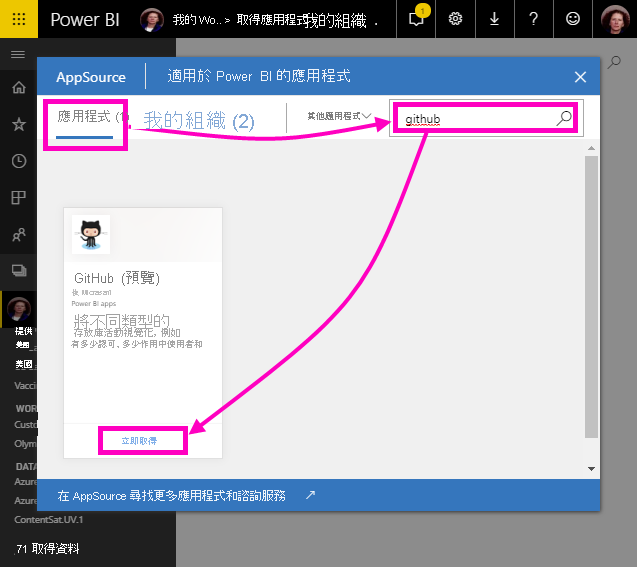 Power BI
我的 Wo.. > 取得應用程式我的組織 .
1
?
AppSource
適用於 Power BI 的應用程式
應用程式 (1)
我的組織 (2)
其他應用程式
github
GitHub (預覽)
Power BI apps
將不同類型的
存放庫活動視覺化, 例如
有多少認可。多少作用中使用者和
立即取得
提供
美國
英國
Vaccin
WOR
Custo
Olym
DATA
Azure
Azure
ContentSat.UV.1
71 取得資料
在 AppSource 尋找更多應用程式和諮詢服務